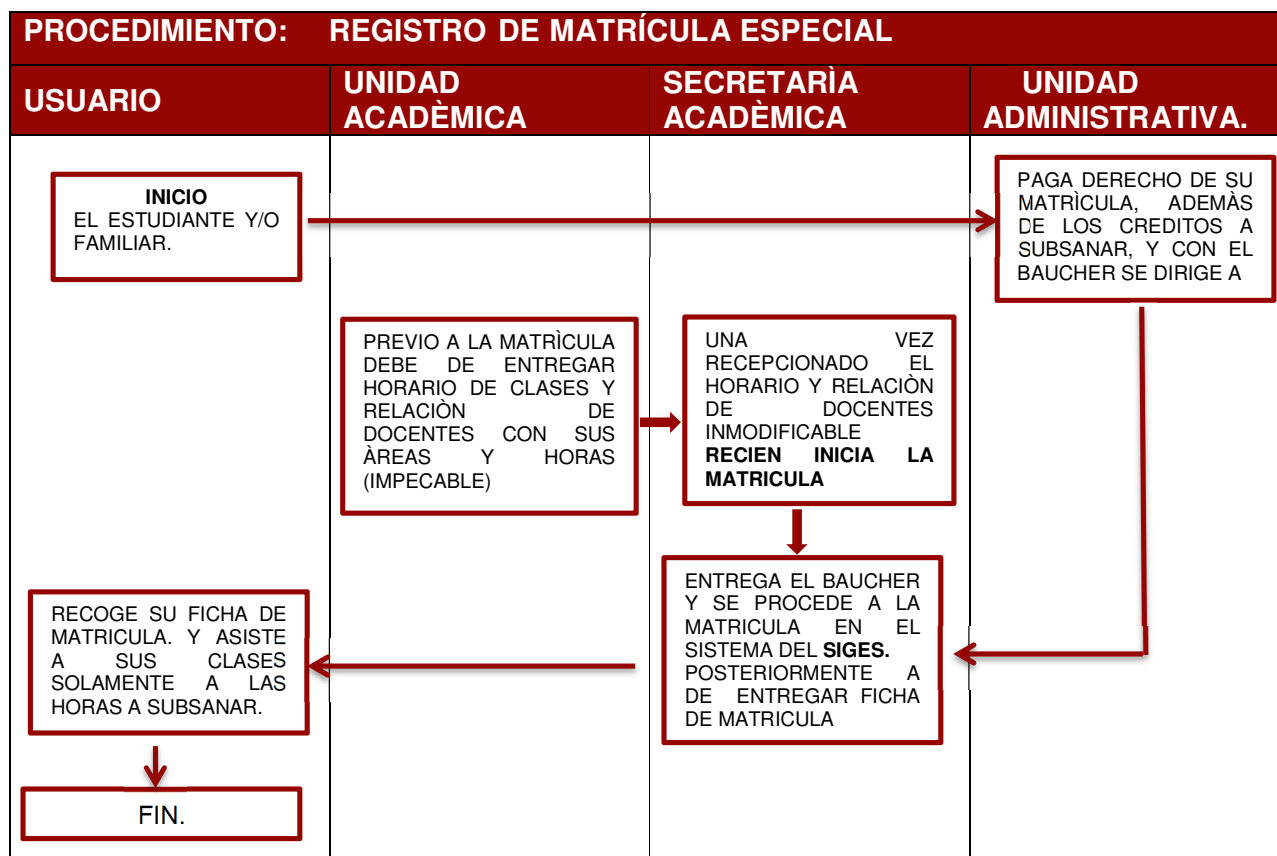 PROCEDIMIENTO: REGISTRO DE MATRÍCULA ESPECIAL
USUARIO
UNIDAD
ACADÈMICA
SECRETARÌA
ACADÈMICA
UNIDAD
ADMINISTRATIVA.
INICIO
EL ESTUDIANTE Y/O
FAMILIAR.
PAGA DERECHO DE SU
MATRÌCULA, ADEMÀS
DE LOS CREDITOS A
SUBSANAR, Y CON EL
BAUCHER SE DIRIGE A
PREVIO A LA MATRÌCULA
DEBE DE ENTREGAR
HORARIO DE CLASES Y
RELACIÒN DE
DOCENTES CON SUS
ÀREAS Y HORAS
(IMPECABLE)
UNA VEZ
RECEPCIONADO EL
HORARIO Y RELACIÒN
DE DOCENTES
INMODIFICABLE
RECIEN INICIA LA
MATRICULA
ENTREGA EL BAUCHER
Y SE PROCEDE A LA
MATRICULA EN EL
SISTEMA DEL SIGES.
POSTERIORMENTE A
DE ENTREGAR FICHA
DE MATRICULA
RECOGE SU FICHA DE
MATRICULA. Y ASISTE
A SUS CLASES
SOLAMENTE A LAS
HORAS A SUBSANAR.
FIN.